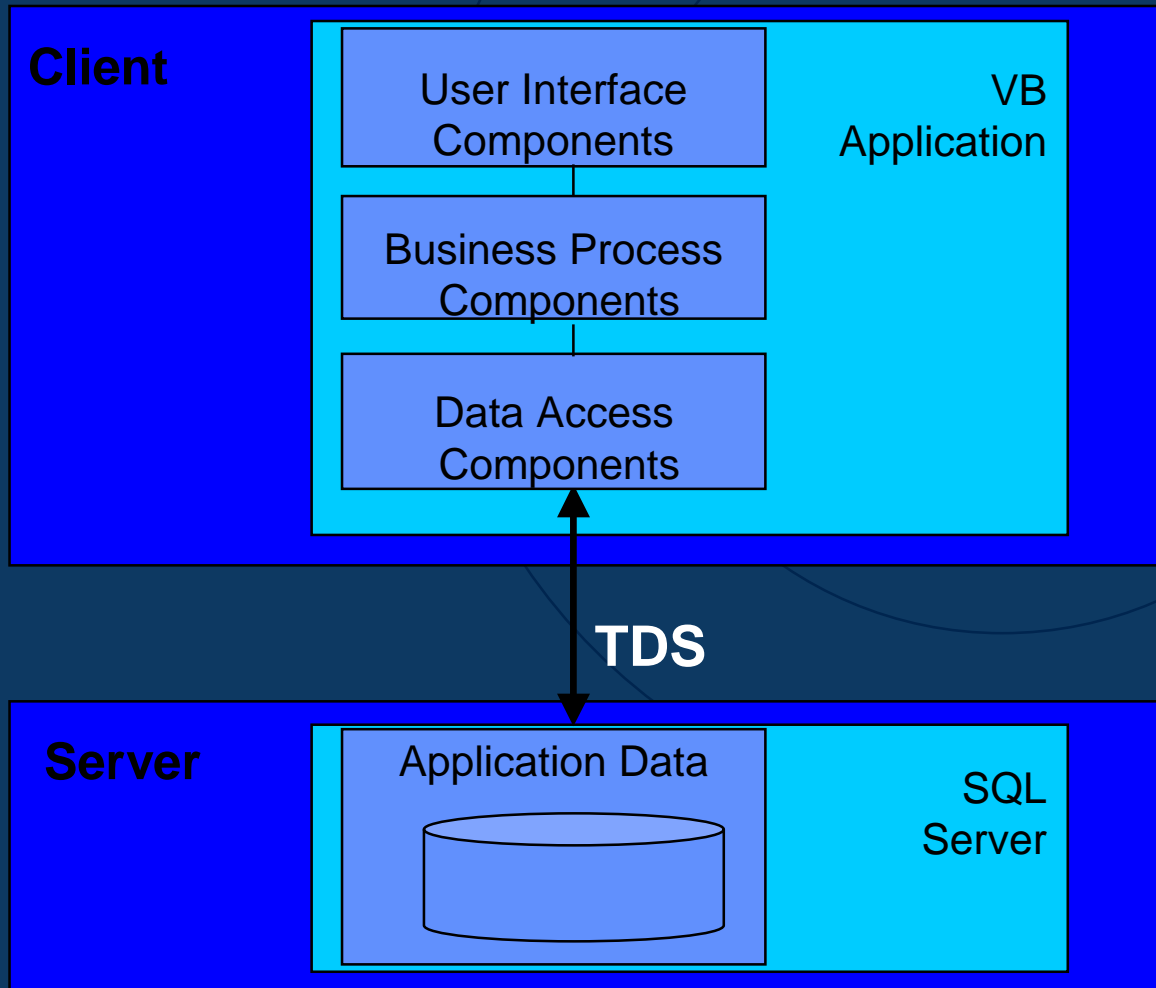 Client
User Interface
Components
VB
Application
Business Process
Components
Data Access
Components
TDS
Server
Application Data
SQL
Server